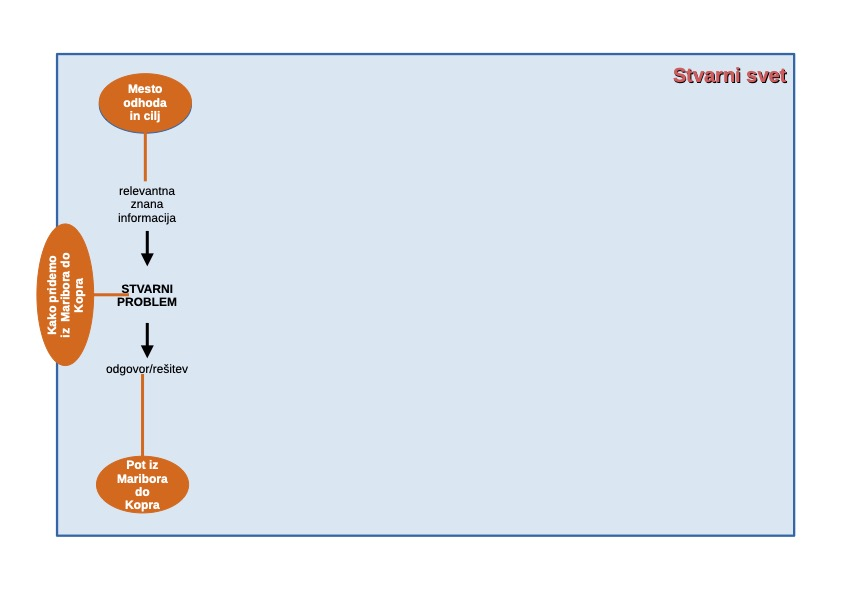 Stvarni svet
Mesto
odhoda
in cilj
relevantna
znana
informacija
Kako pridemo
iz Maribora do
Kopra
STVARNI
PROBLEM
odgovor/rešitev
Pot iz
Maribora
do
Kopra